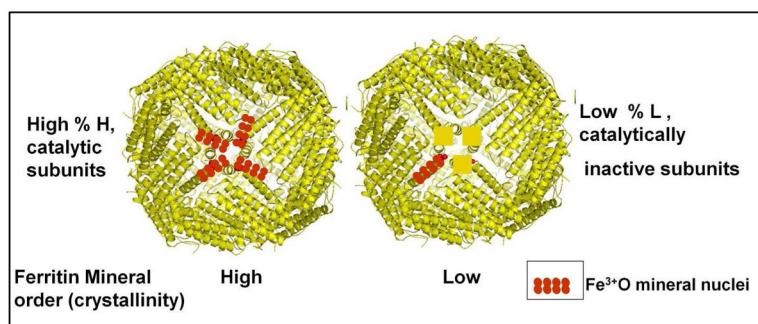 High % H,
catalytic
subunits
Low % L ,
catalytically
inactive subunits
Ferritin Mineral
order (crystallinity)
High
Low
Fe³⁺O mineral nuclei